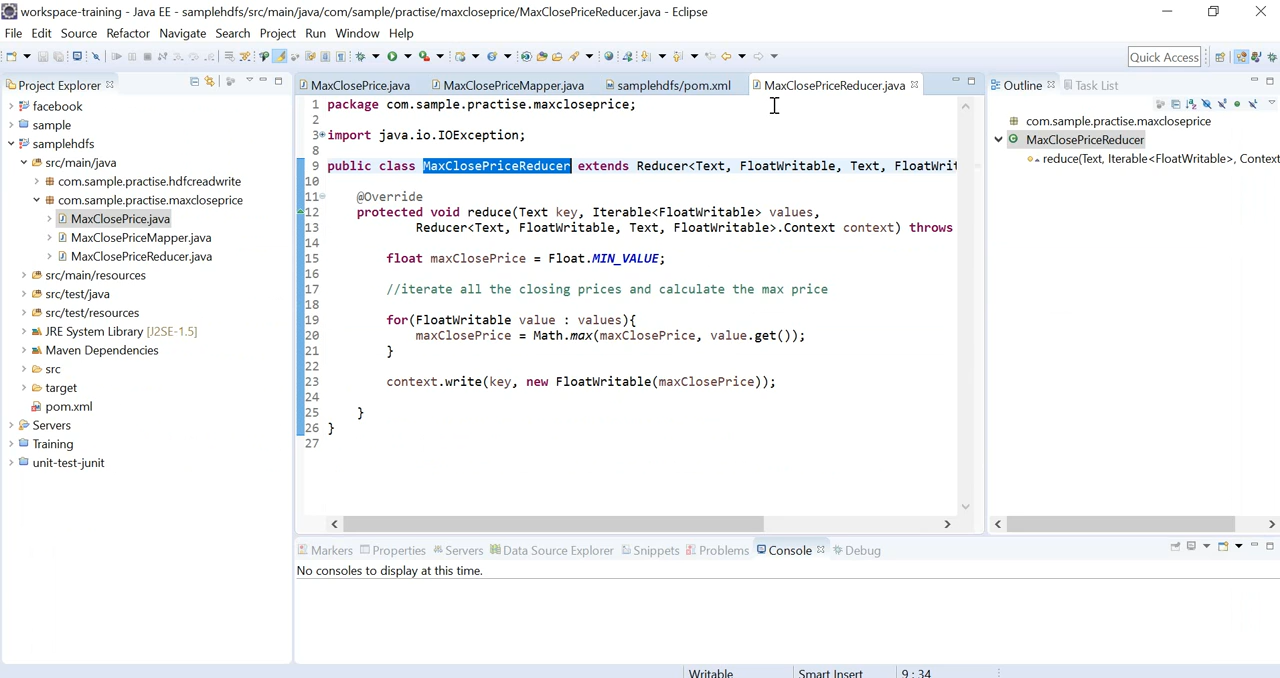 workspace-training - Java EE - samplehdfs/src/main/java/com/sample/practise/maxcloseprice/MaxClosePriceReducer.java - Eclipse
File Edit Source Refactor Navigate Search Project Run Window Help
Quick Access
Project Explorer
facebook
sample
samplehdfs
src/main/java
com.sample.practise.hdfcreadwrite
com.sample.practise.maxcloseprice
MaxClosePrice.java
MaxClosePriceMapper.java
MaxClosePriceReducer.java
src/main/resources
src/test/java
src/test/resources
JRE System Library [J2SE-1.5]
Maven Dependencies
src
target
pom.xml
Servers
Training
unit-test-junit
MaxClosePrice.java MaxClosePriceMapper.java samplehdfs/pom.xml MaxClosePriceReducer.java
1 package com.sample.practise.maxcloseprice;
2
3 import java.io.IOException;
9 public class MaxClosePriceReducer extends Reducer<Text, FloatWritable, Text, FloatWrit
10
11 @Override
12 protected void reduce(Text key, Iterable<FloatWritable> values,
13 Reducer<Text, FloatWritable, Text, FloatWritable>.Context context) throws
14
15 float maxClosePrice = Float.MIN_VALUE;
16
17 //iterate all the closing prices and calculate the max price
18
19 for(FloatWritable value : values){
20 maxClosePrice = Math.max(maxClosePrice, value.get());
21 }
22
23 context.write(key, new FloatWritable(maxClosePrice));
24
25 }
26 }
27
Outline Task List
com.sample.practise.maxcloseprice
MaxClosePriceReducer
reduce(Text, Iterable<FloatWritable>, Context
Markers Properties Servers Data Source Explorer Snippets Problems Console Debug
No consoles to display at this time.
Writable Smart Insert 9 : 34